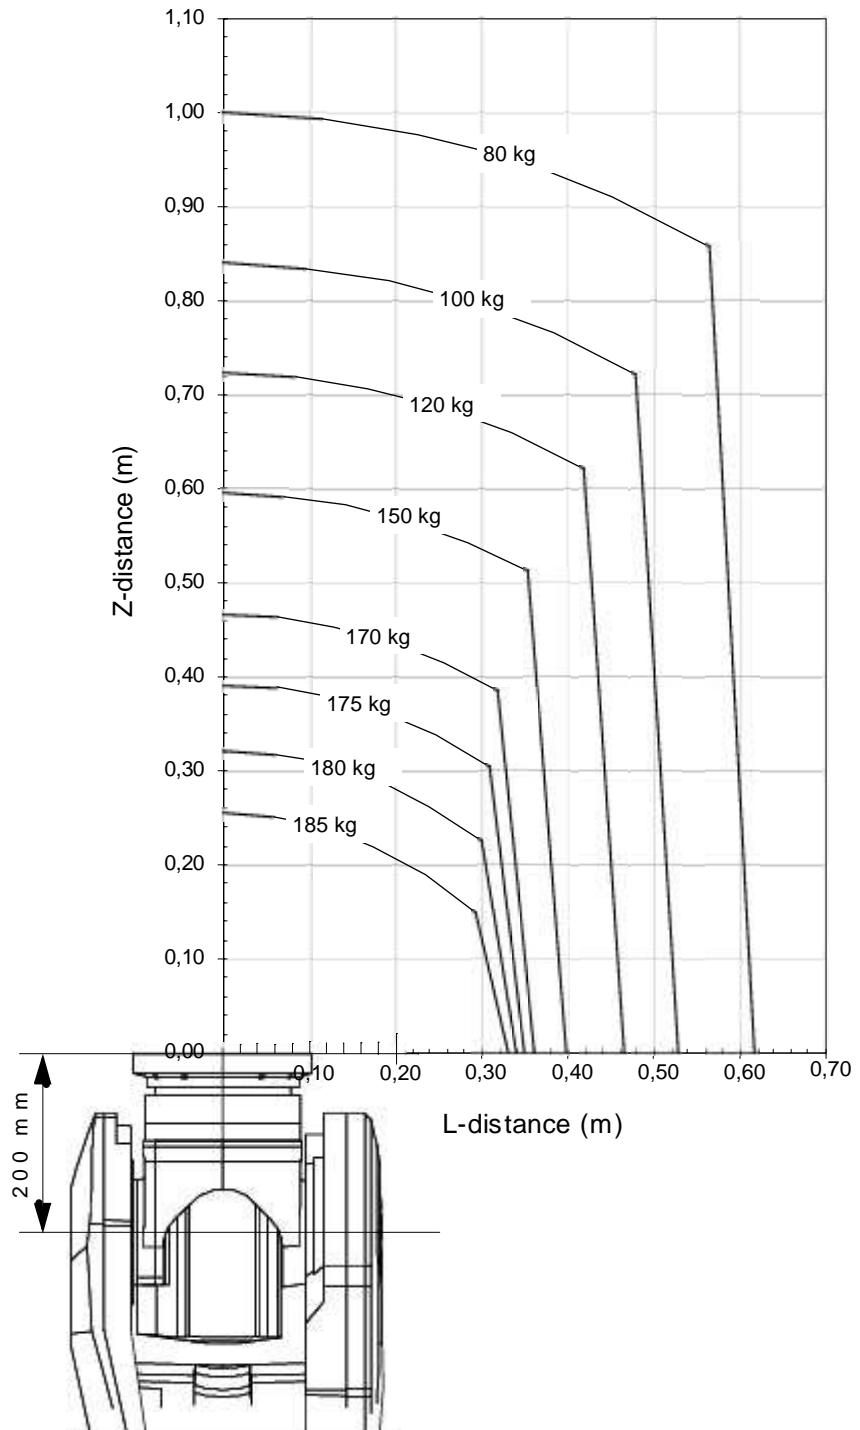 1,10
1,00
80 kg
0,90
100 kg
0,80
0,70
120 kg
0,60
150 kg
Z-distance (m)
0,50
170 kg
0,40
175 kg
0,30
180 kg
185 kg
0,20
0,10
0,00
0,10
0,20
0,30
0,40
0,50
0,60
0,70
L-distance (m)
200 mm